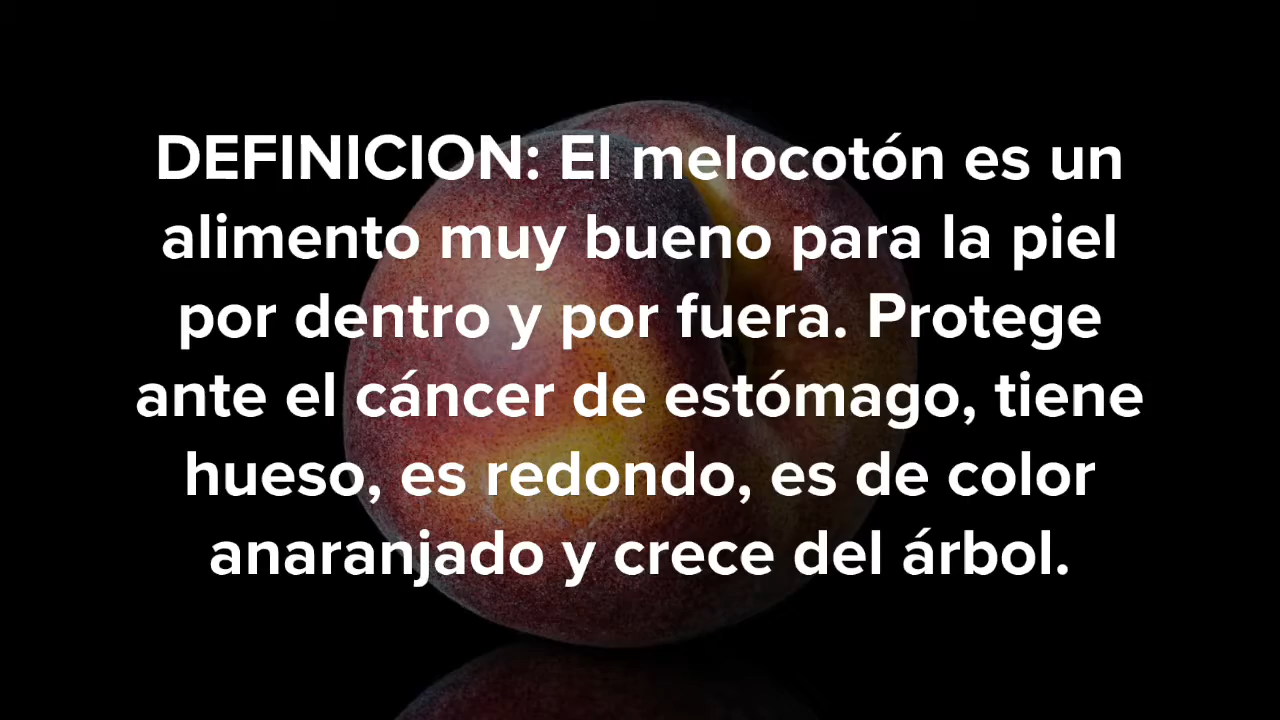 DEFINICION: El melocotón es un
alimento muy bueno para la piel
por dentro y por fuera. Protege
ante el cáncer de estómago, tiene
hueso, es redondo, es de color
anaranjado y crece del árbol.